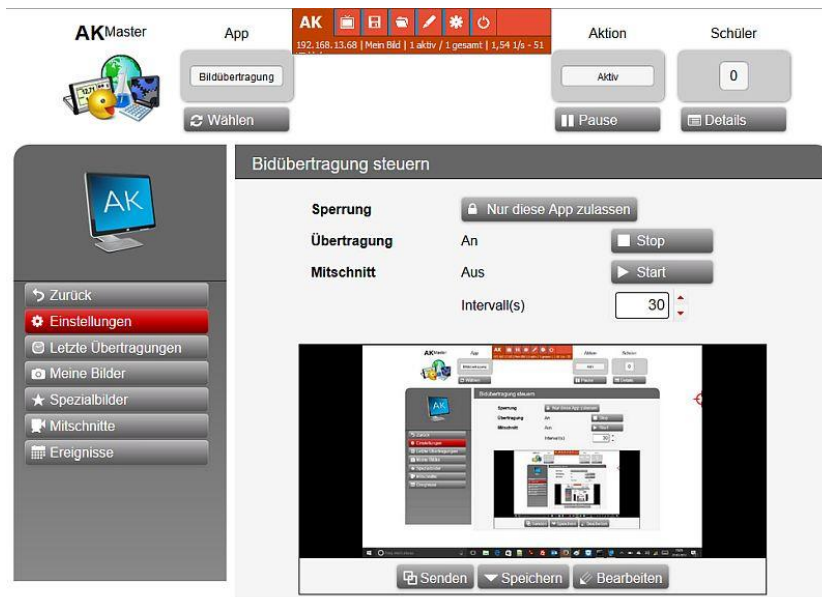 AKMaster
App
AK
Aktion
Schüler
192.168.13.68 | Mein Bild | 1 aktiv / 1 gesamt | 1,54 1/s - 51
Bildübertragung
Aktiv
0
Wählen
Pause
Details
AK
Bidübertragung steuern
Sperrung
Nur diese App zulassen
Übertragung
An
Stop
Mitschnitt
Aus
Start
Intervall(s)
30
Zurück
Einstellungen
Letzte Übertragungen
Meine Bilder
Spezialbilder
Mitschnitte
Ereignisse
Senden
Speichern
Bearbeiten